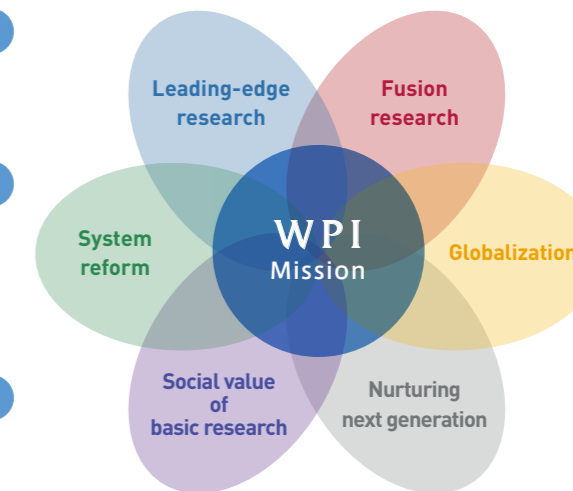 Leading-edge
research
Fusion
research
System
reform
WPI
Mission
Globalization
Social value
of
basic research
Nurturing
next generation